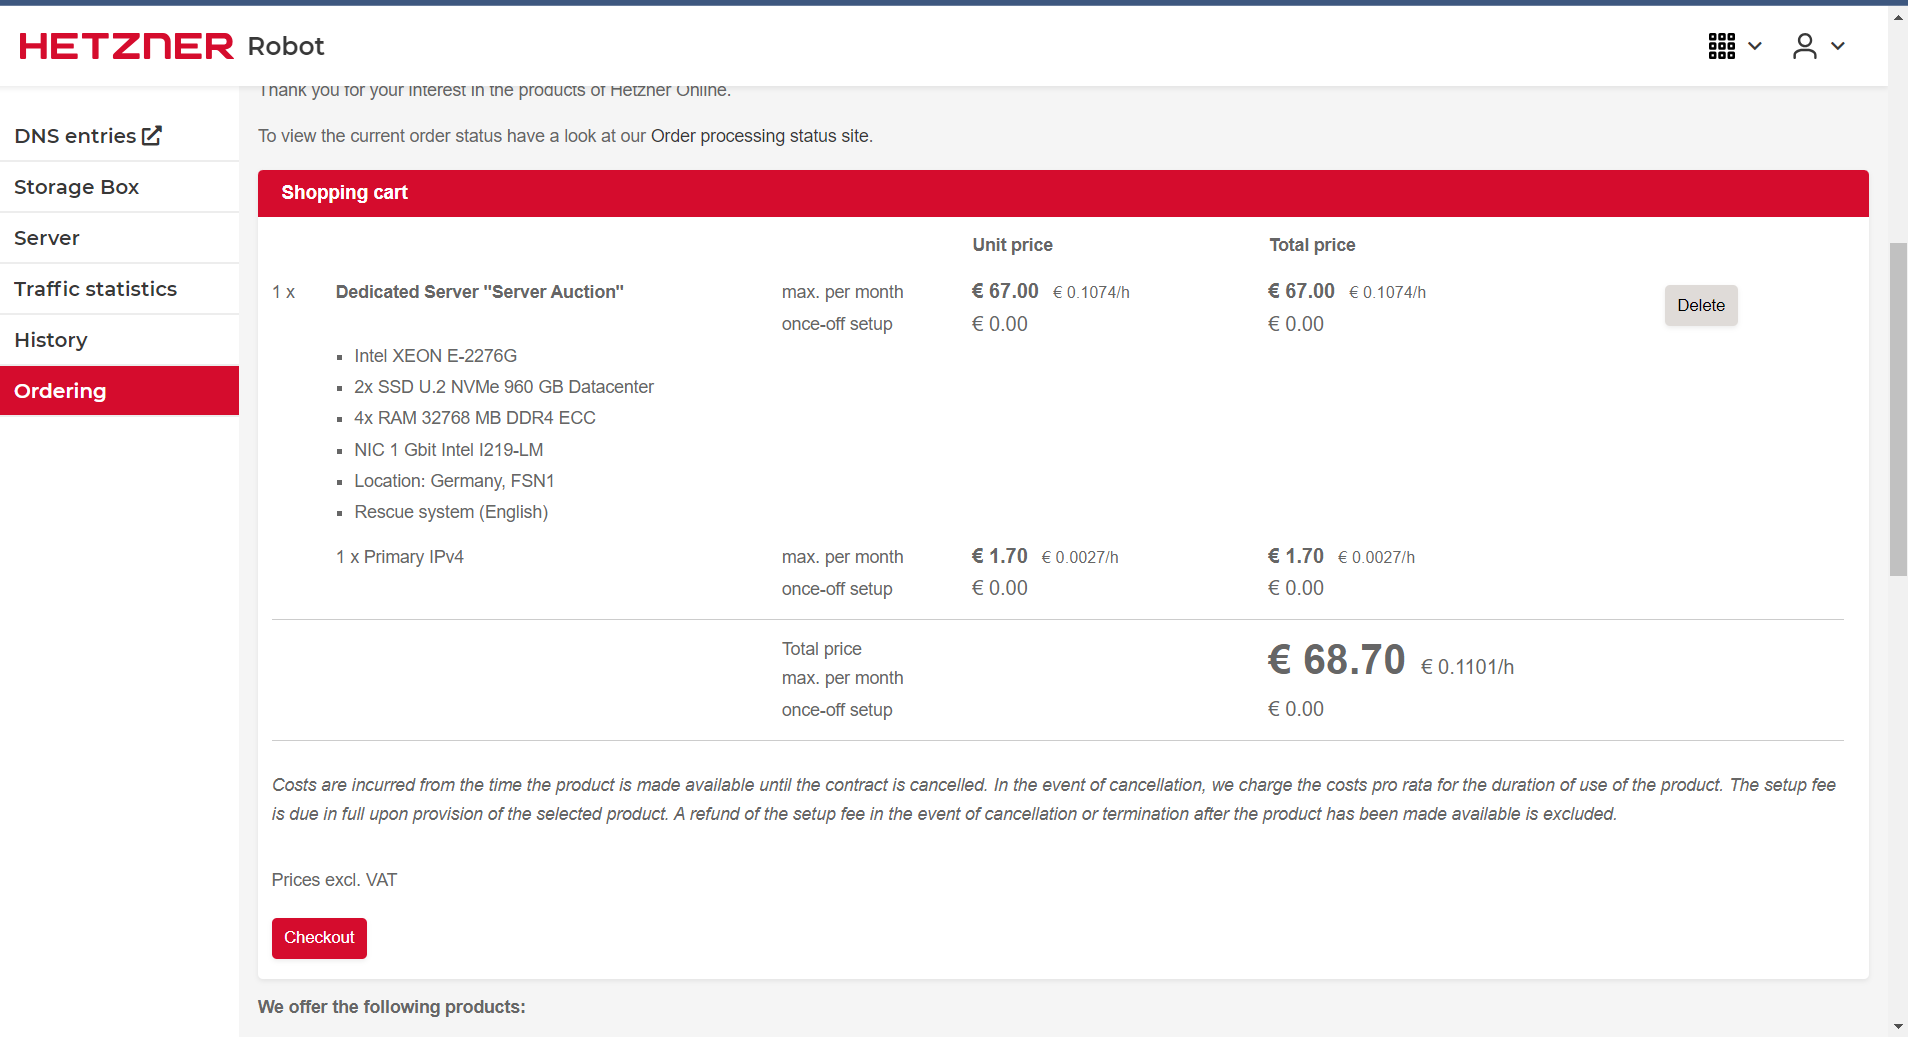 HETZNER Robot
DNS entries
Storage Box
Server
Traffic statistics
History
Ordering
Thank you for your interest in the products of Hetzner Online.
To view the current order status have a look at our Order processing status site.
Shopping cart
Unit price Total price
1 x Dedicated Server "Server Auction" max. per month € 67.00 € 0.1074/h € 67.00 € 0.1074/h Delete
once-off setup € 0.00 € 0.00
Intel XEON E-2276G
2x SSD U.2 NVMe 960 GB Datacenter
4x RAM 32768 MB DDR4 ECC
NIC 1 Gbit Intel I219-LM
Location: Germany, FSN1
Rescue system (English)
1 x Primary IPv4 max. per month € 1.70 € 0.0027/h € 1.70 € 0.0027/h
once-off setup € 0.00 € 0.00
Total price
max. per month € 68.70 € 0.1101/h
once-off setup € 0.00
Costs are incurred from the time the product is made available until the contract is cancelled. In the event of cancellation, we charge the costs pro rata for the duration of use of the product. The setup fee
is due in full upon provision of the selected product. A refund of the setup fee in the event of cancellation or termination after the product has been made available is excluded.
Prices excl. VAT
Checkout
We offer the following products: